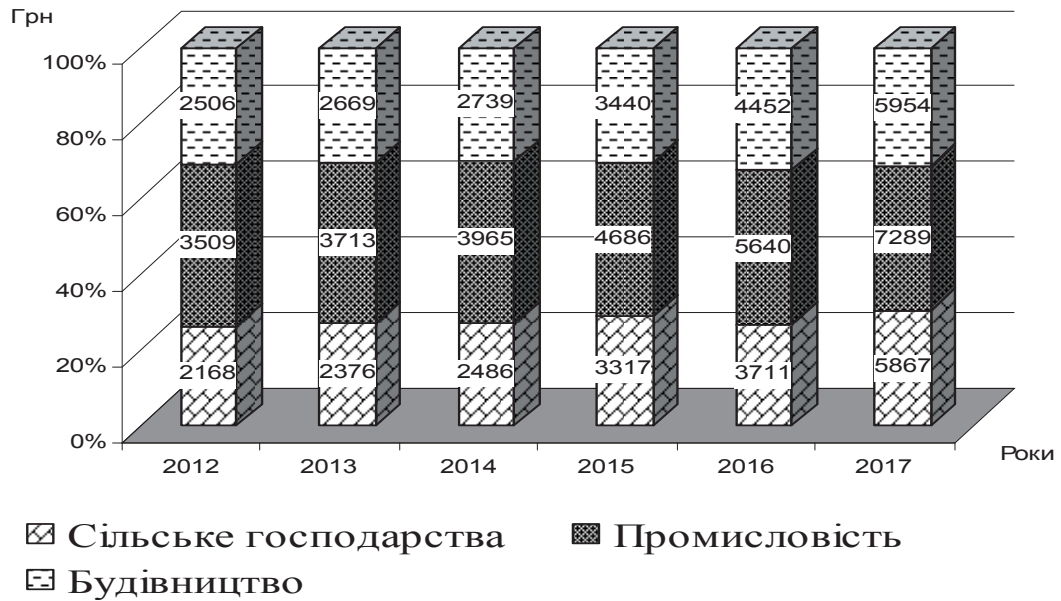 Грн
100%
2506 2669 2739 3440 4452 5954
80%
60%
3509 3713 3965 4686 5640 7289
40%
20%
2168 2376 2486 3317 3711 5867
0%
2012 2013 2014 2015 2016 2017
Роки
Сільське господарства Промисловість
Будівництво